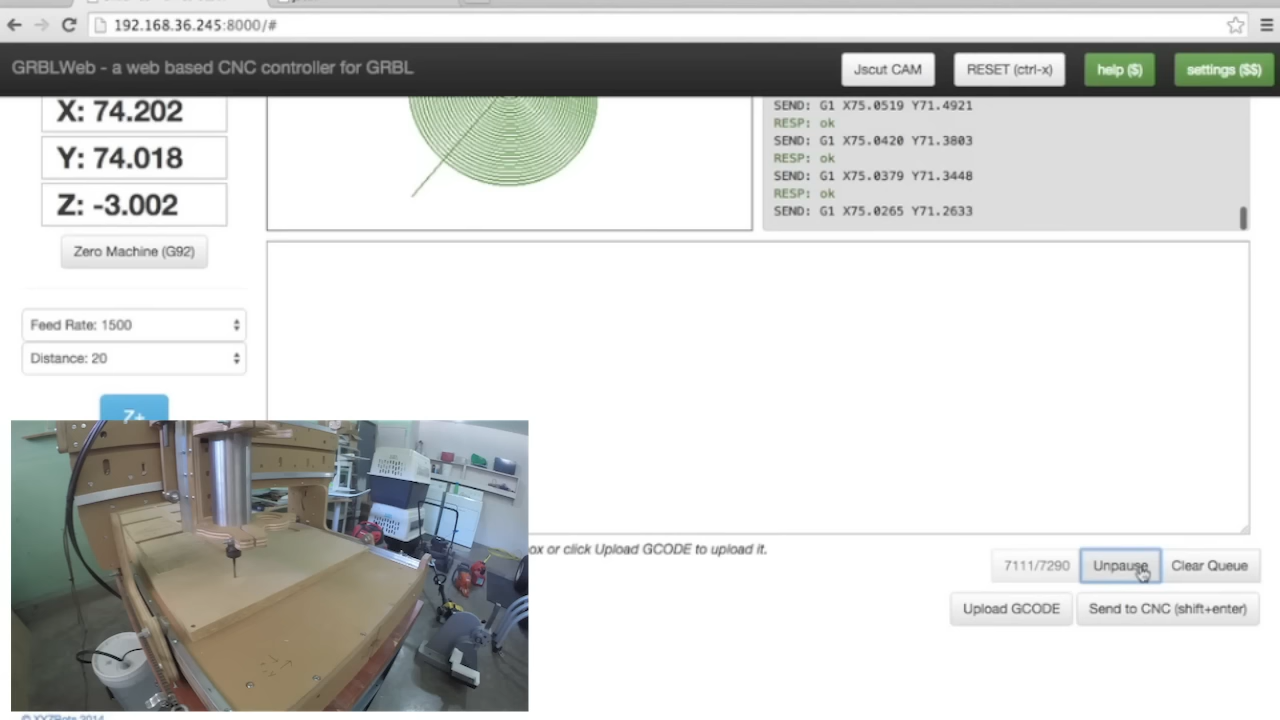 192.168.36.245:8000/#
GRBLWeb - a web based CNC controller for GRBL
Jscut CAM
RESET (ctrl-x)
help ($)
settings ($$)
X: 74.202
Y: 74.018
Z: -3.002
Zero Machine (G92)
Feed Rate: 1500
Distance: 20
Z+
SEND: G1 X75.0519 Y71.4921
RESP: ok
SEND: G1 X75.0420 Y71.3803
RESP: ok
SEND: G1 X75.0379 Y71.3448
RESP: ok
SEND: G1 X75.0265 Y71.2633
ox or click Upload GCODE to upload it.
7111/7290
Unpause
Clear Queue
Upload GCODE
Send to CNC (shift+enter)
© XYZBots 2014